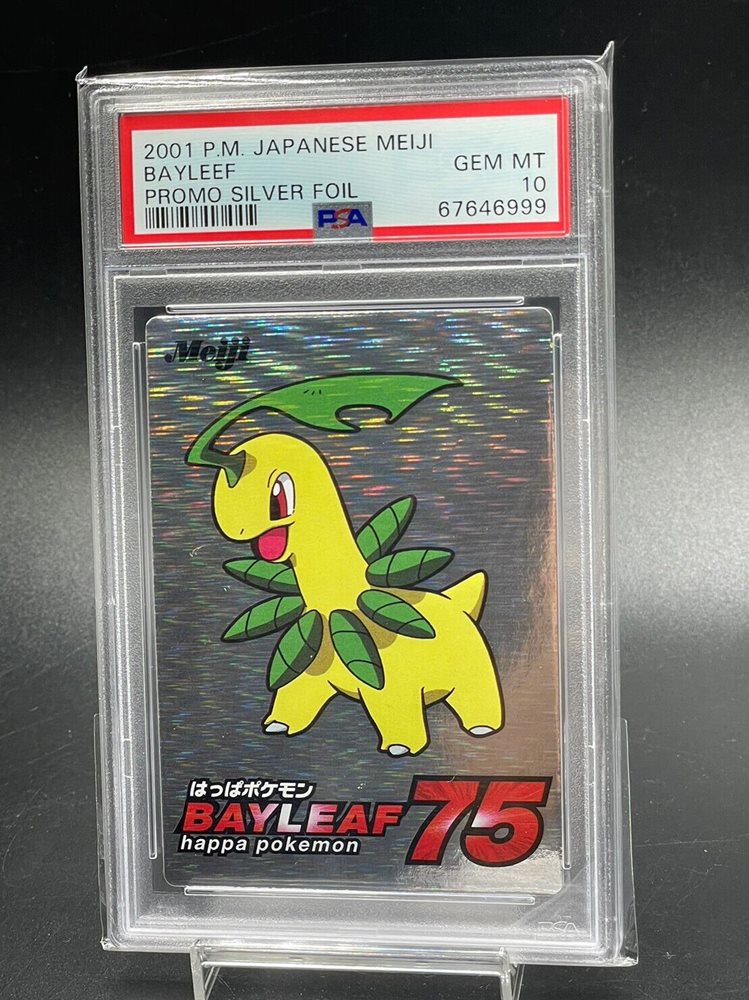 2001 P.M. JAPANESE MEIJI
BAYLEEF
GEM MT
PROMO SILVER FOIL
10
PSA
67646999
Meiji
はっぱポケモン
BAYLEAF
75
happa pokemon
PSA